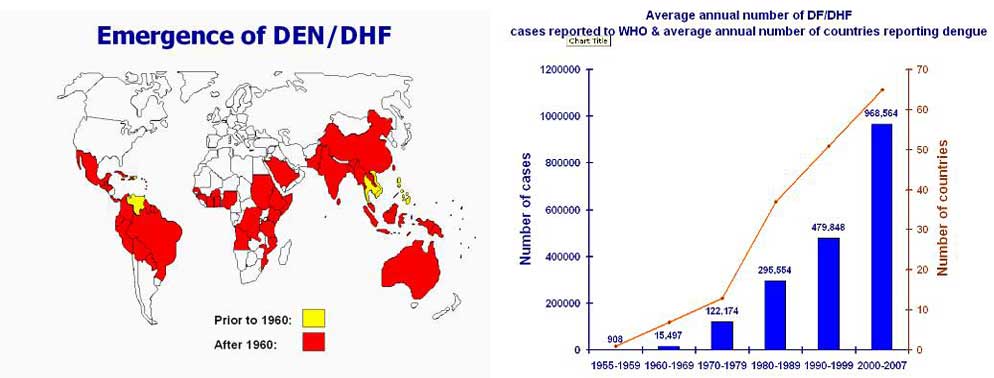 Emergence of DEN/DHF
Prior to 1960:
After 1960:
Average annual number of DF/DHF
cases reported to WHO & average annual number of countries reporting dengue
Chart Title
Number of cases
1200000
1000000
800000
600000
400000
200000
0
908
15,497
122,174
295,554
479,848
968,564
70
60
50
40
30
20
10
0
Number of countries
1955-1959 1960-1969 1970-1979 1980-1989 1990-1999 2000-2007